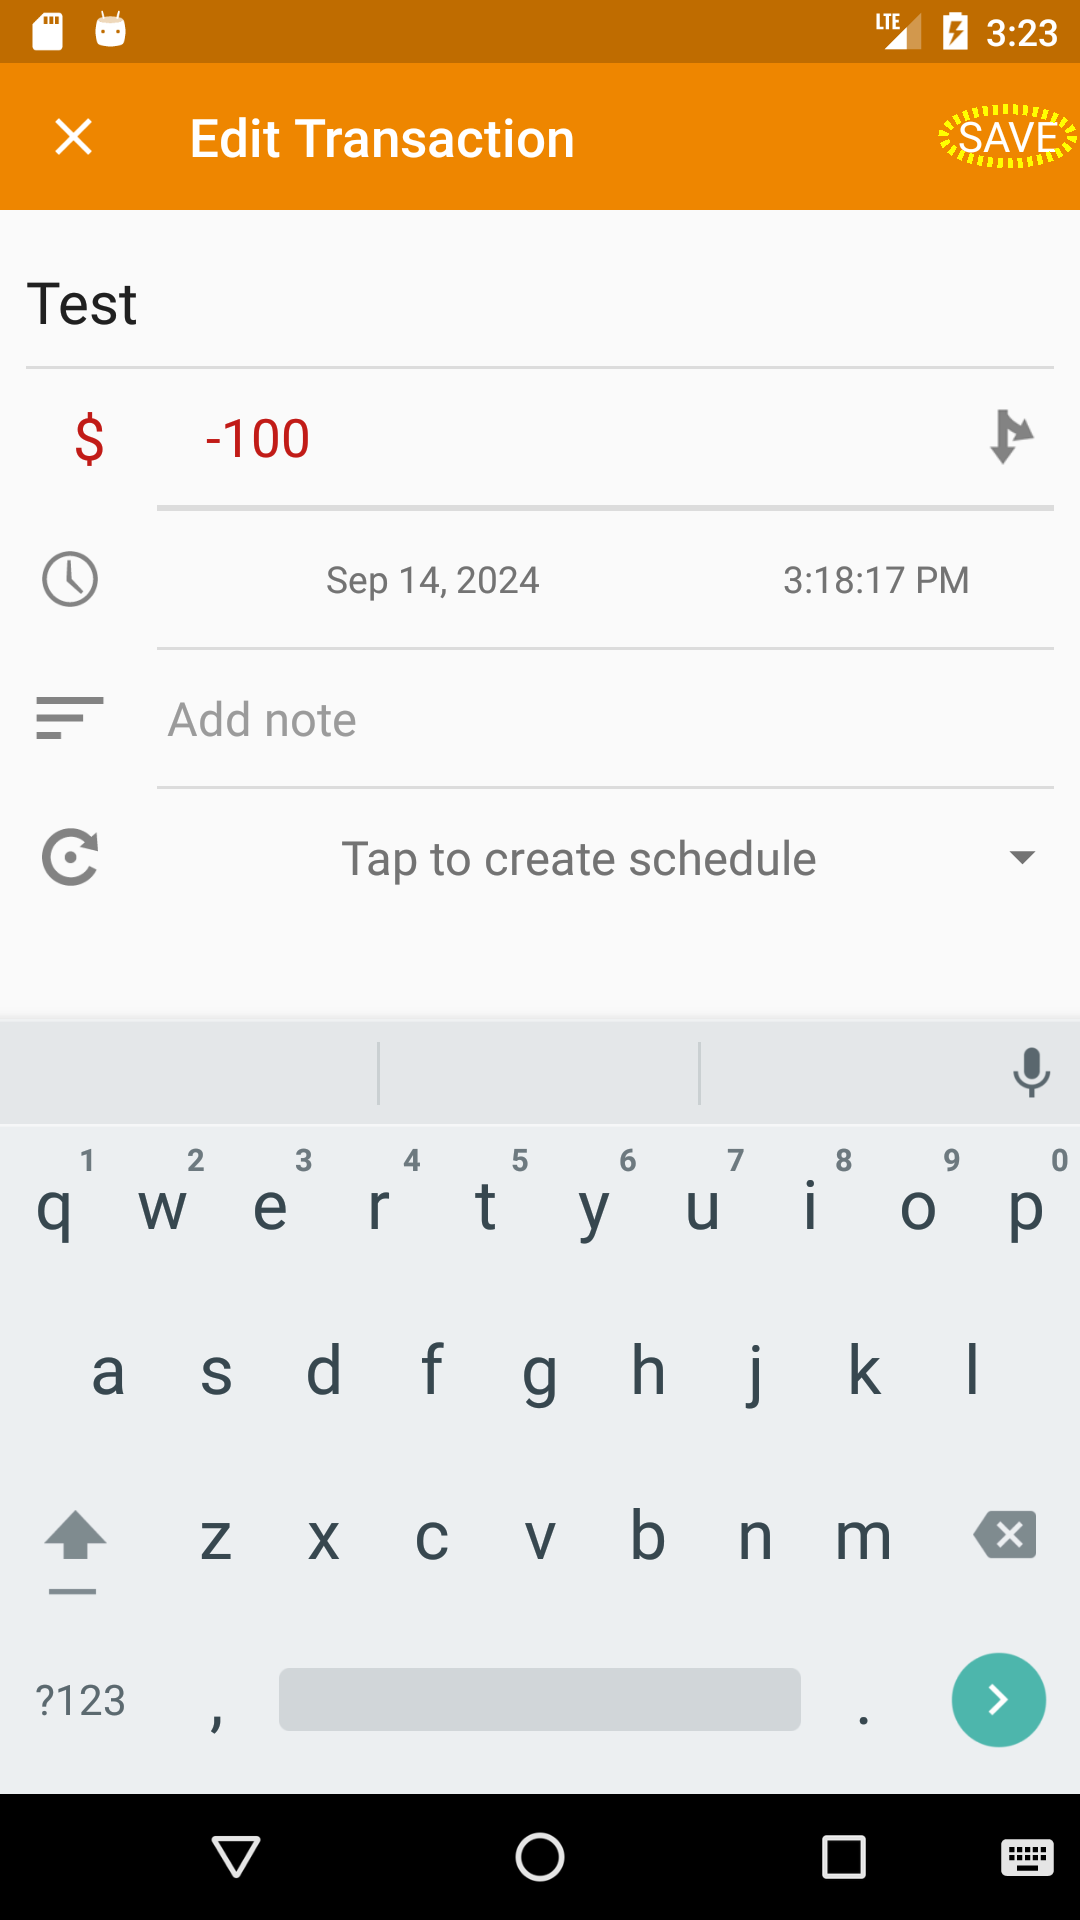 LTE 3:23
Edit Transaction SAVE
Test
$ -100
Sep 14, 2024 3:18:17 PM
Add note
Tap to create schedule
1 2 3 4 5 6 7 8 9 0
q w e r t y u i o p
a s d f g h j k l
z x c v b n m
?123 , .